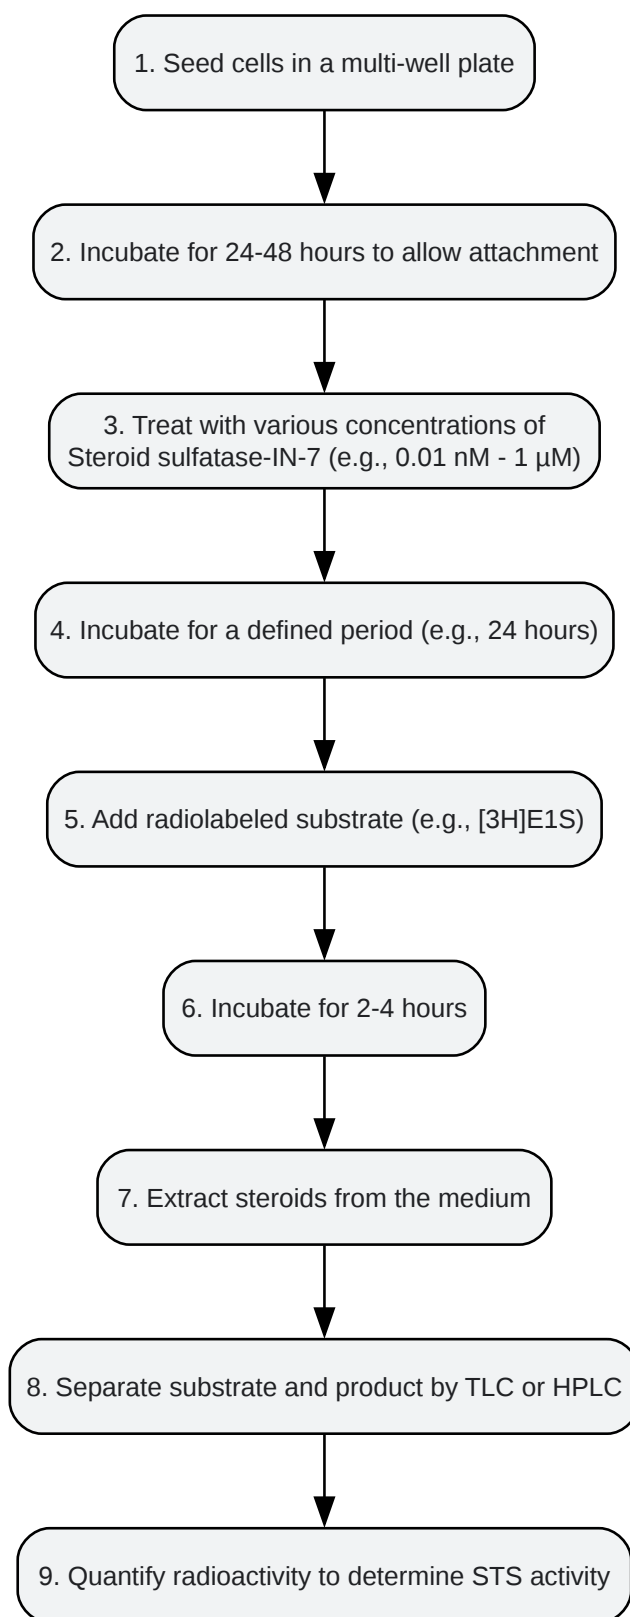 1. Seed cells in a multi-well plate
2. Incubate for 24-48 hours to allow attachment
3. Treat with various concentrations of
Steroid sulfatase-IN-7 (e.g., 0.01 nM - 1 µM)
4. Incubate for a defined period (e.g., 24 hours)
5. Add radiolabeled substrate (e.g., [3H]E1S)
6. Incubate for 2-4 hours
7. Extract steroids from the medium
8. Separate substrate and product by TLC or HPLC
9. Quantify radioactivity to determine STS activity